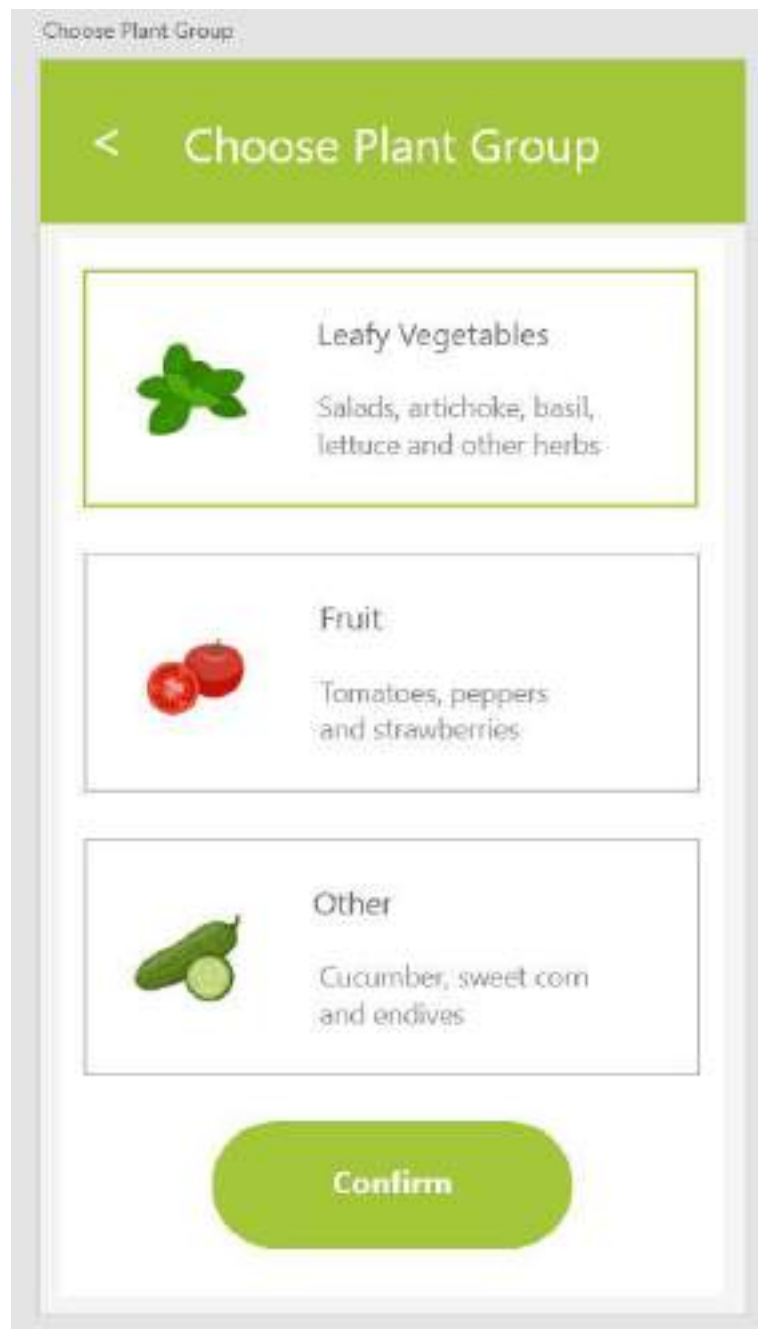 Choose Plant Group
< Choose Plant Group
Leafy Vegetables
Salads, artichoke, basil,
lettuce and other herbs
Fruit
Tomatoes, peppers
and strawberries
Other
Cucumber, sweet corn
and endives
Confirm